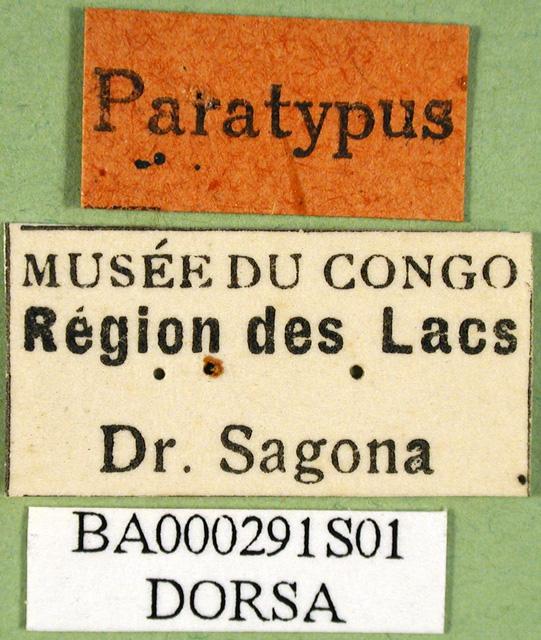 Paratypus
MUSÉE DU CONGO
Région des Lacs
Dr. Sagona
BA000291S01
DORSA